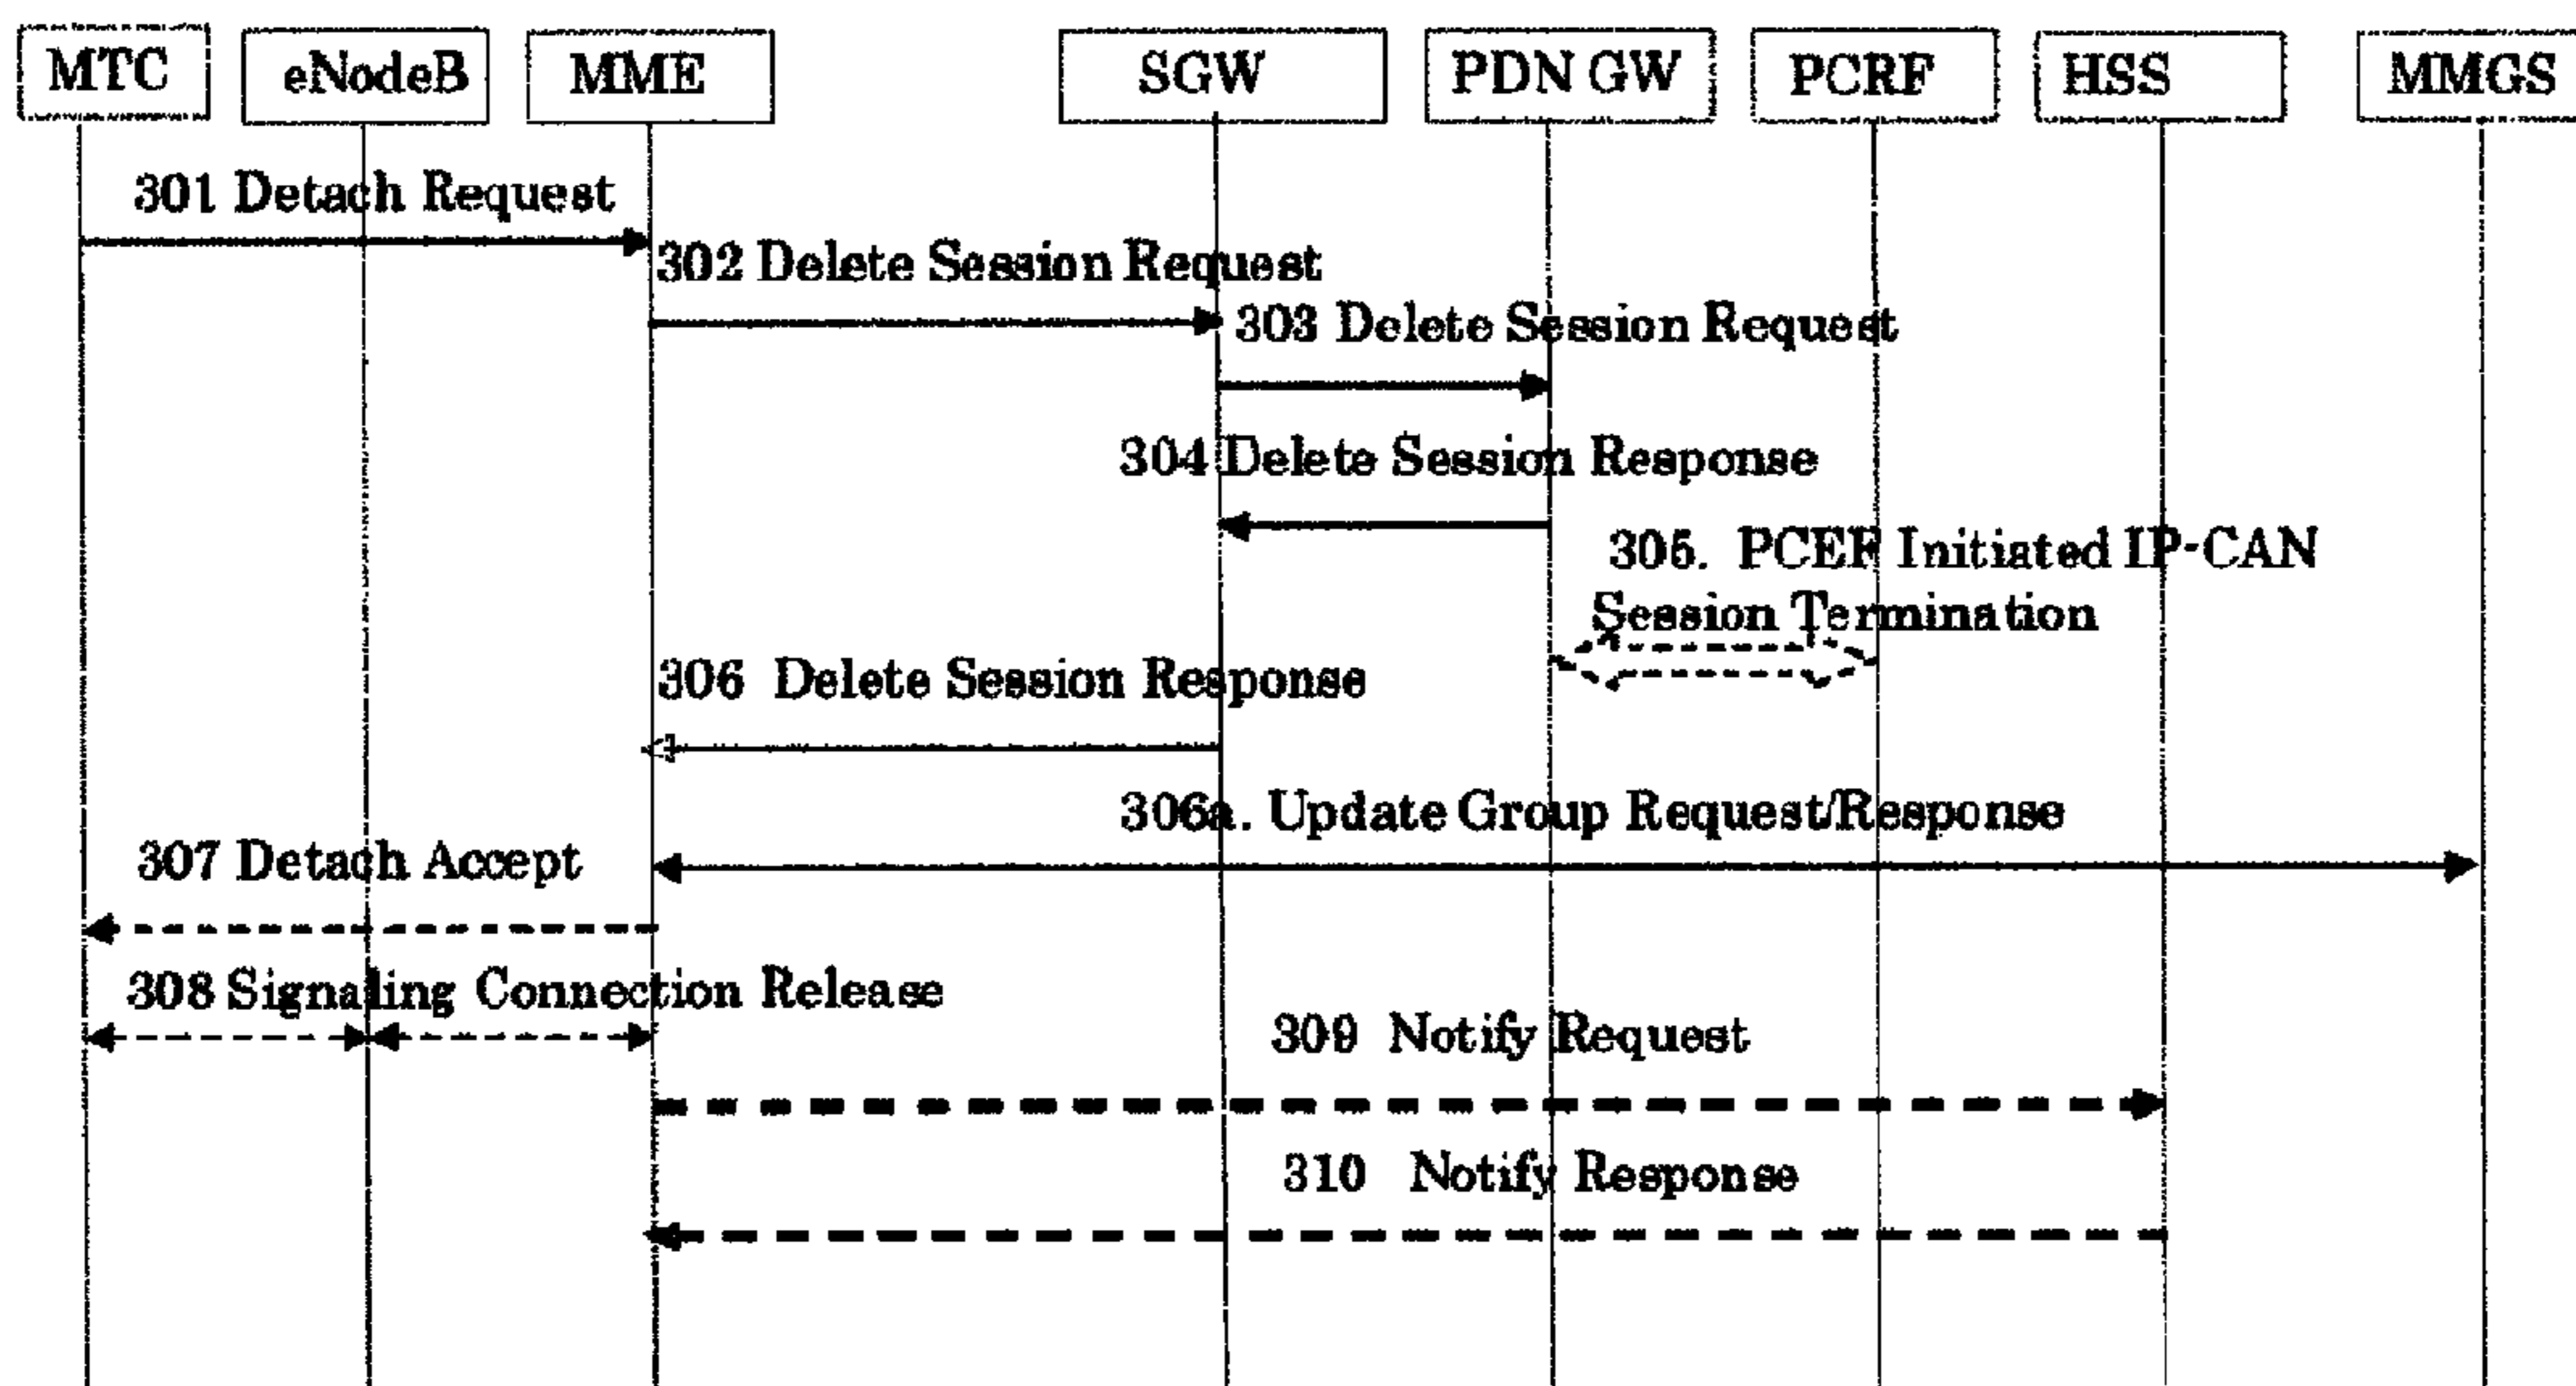 MTC
eNodeB
MME
SGW
PDN GW
PCRF
HSS
MMGS
301 Detach Request
302 Delete Session Request
303 Delete Session Request
304 Delete Session Response
305. PCEF Initiated IP-CAN
Session Termination
306 Delete Session Response
306a. Update Group Request/Response
307 Detach Accept
308 Signaling Connection Release
309 Notify Request
310 Notify Response